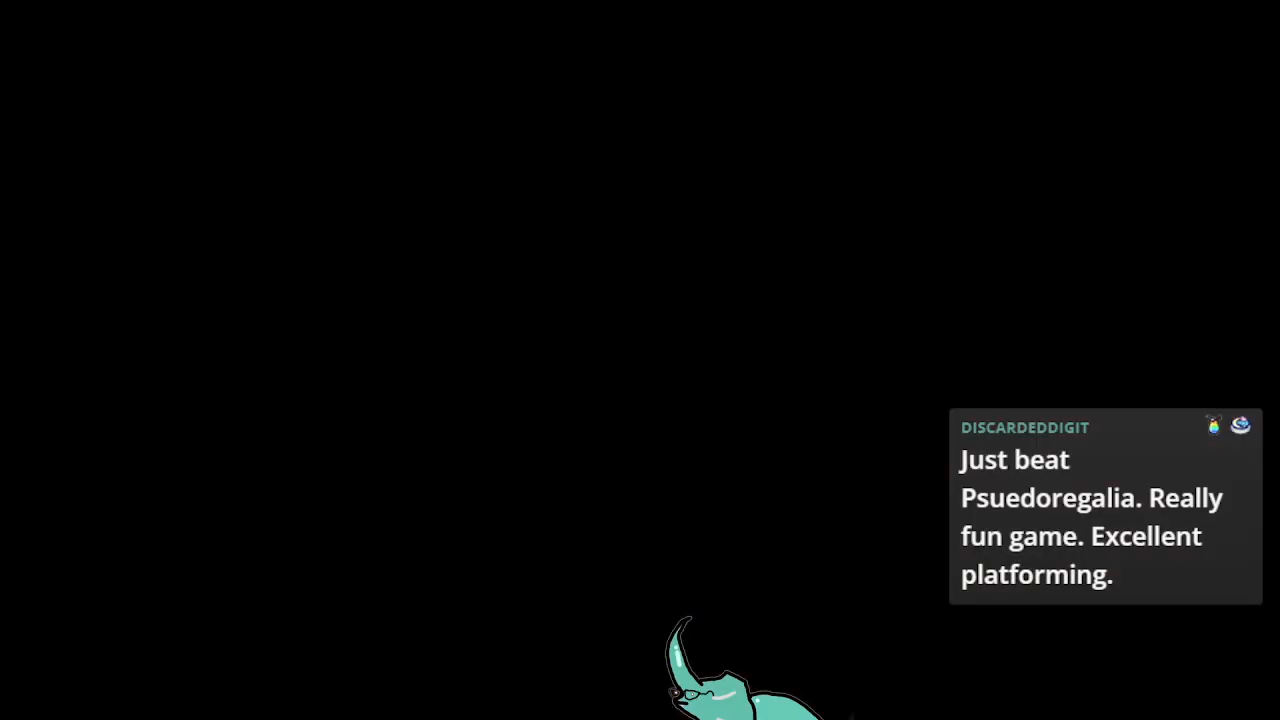 DISCARDEDDIGIT
Just beat
Psuedoregalia. Really
fun game. Excellent
platforming.